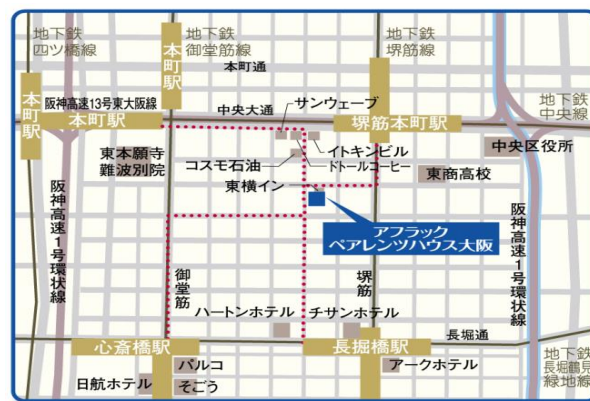 地下鉄
四ツ橋線
地下鉄
御堂筋線
地下鉄
堺筋線
本町通
本町駅
本町駅
阪神高速13号東大阪線
本町駅
中央大通
サンウェーブ
堺筋本町駅
地下鉄
中央線
東本願寺
難波別院
コスモ石油
イトキンビル
ドトールコーヒー
中央区役所
東商高校
東横イン
アフラック
ペアレンツハウス大阪
阪神高速1号環状線
阪神高速1号環状線
御堂筋
堺筋
ハートンホテル
チサンホテル
長堀通
心斎橋駅
長堀橋駅
パルコ
アークホテル
日航ホテル
そごう
地下鉄
長堀鶴見
緑地線